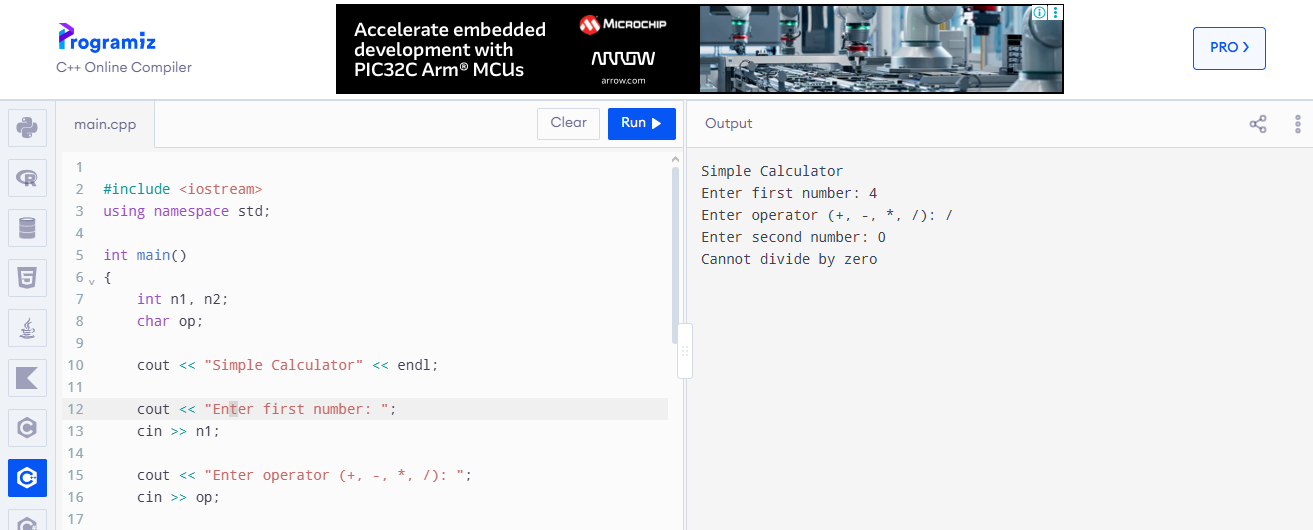 Programiz
C++ Online Compiler
Accelerate embedded
development with
PIC32C Arm® MCUs
MICROCHIP
ARROW
arrow.com
PRO >
main.cpp
Clear
Run
Output
1
2 #include <iostream>
3 using namespace std;
4
5 int main()
6 {
7     int n1, n2;
8     char op;
9
10     cout << "Simple Calculator" << endl;
11
12     cout << "Enter first number: ";
13     cin >> n1;
14
15     cout << "Enter operator (+, -, *, /): ";
16     cin >> op;
17
Simple Calculator
Enter first number: 4
Enter operator (+, -, *, /): /
Enter second number: 0
Cannot divide by zero